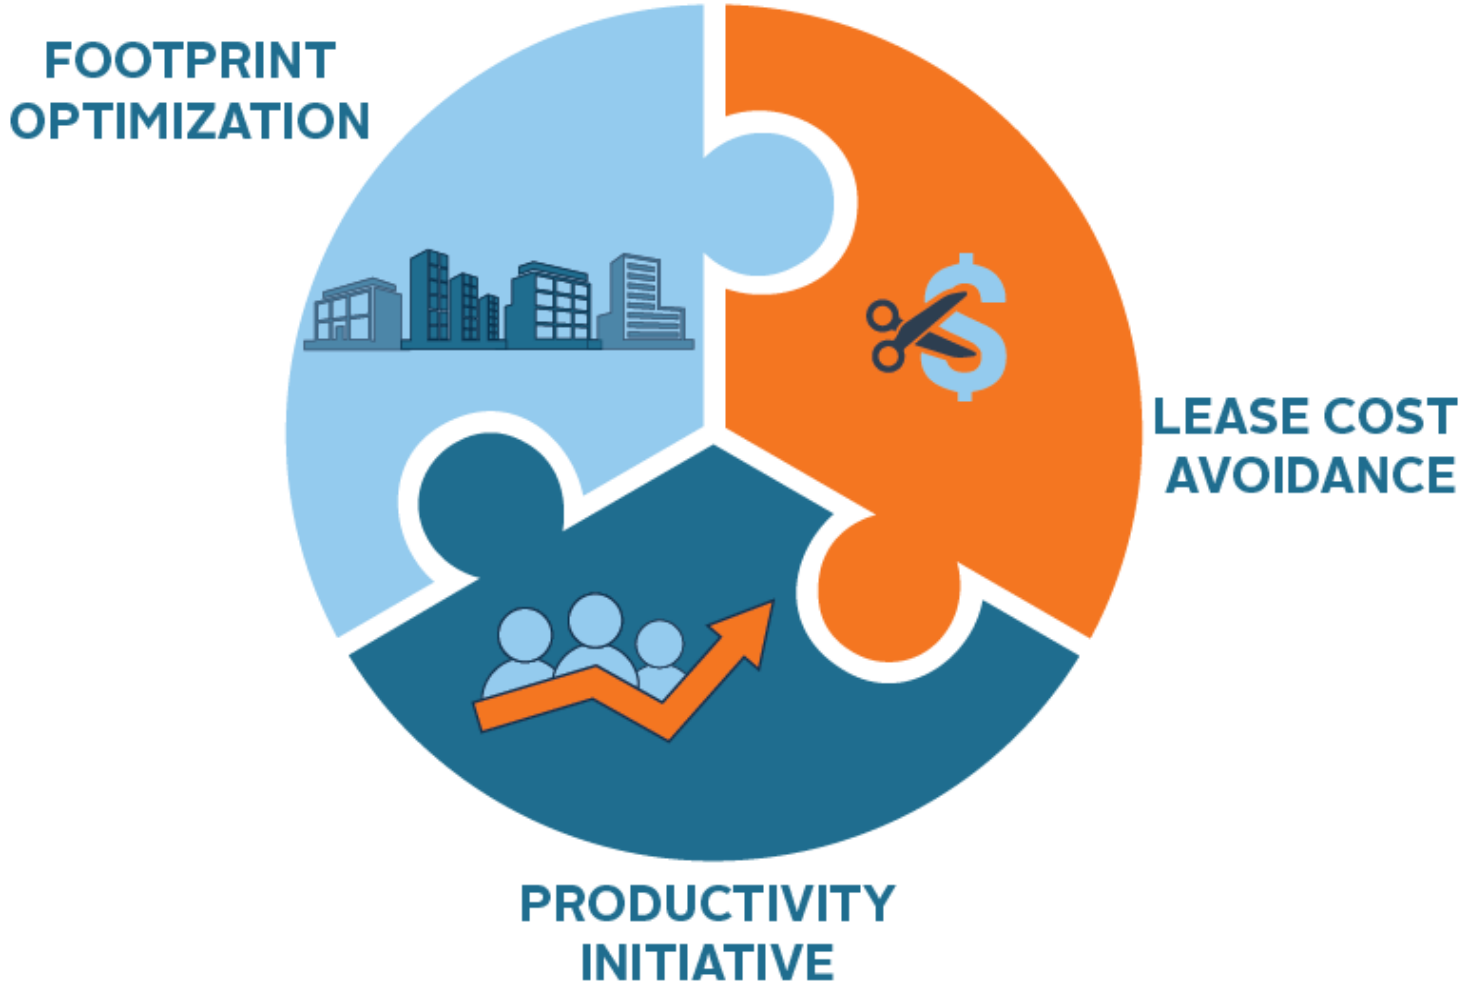 FOOTPRINT
OPTIMIZATION
LEASE COST
AVOIDANCE
PRODUCTIVITY
INITIATIVE